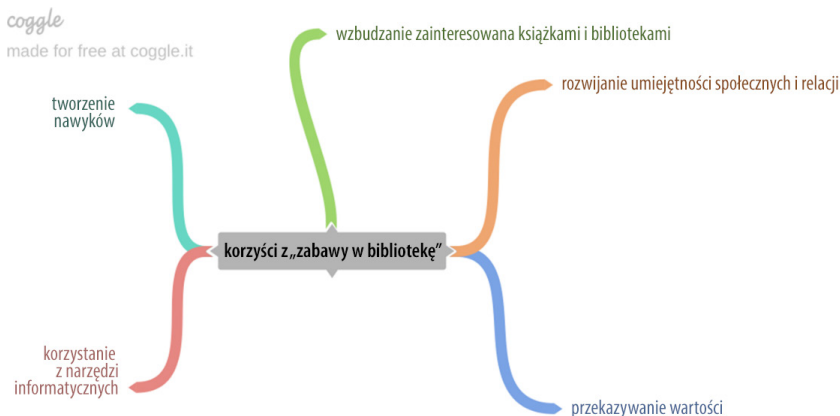 coggle
made for free at coggle.it
wzbudzanie zainteresowana książkami i bibliotekami
rozwijanie umiejętności społecznych i relacji
tworzenie
nawyków
korzyści z „zabawy w bibliotekę”
korzystanie
z narzędzi
informatycznych
przekazywanie wartości